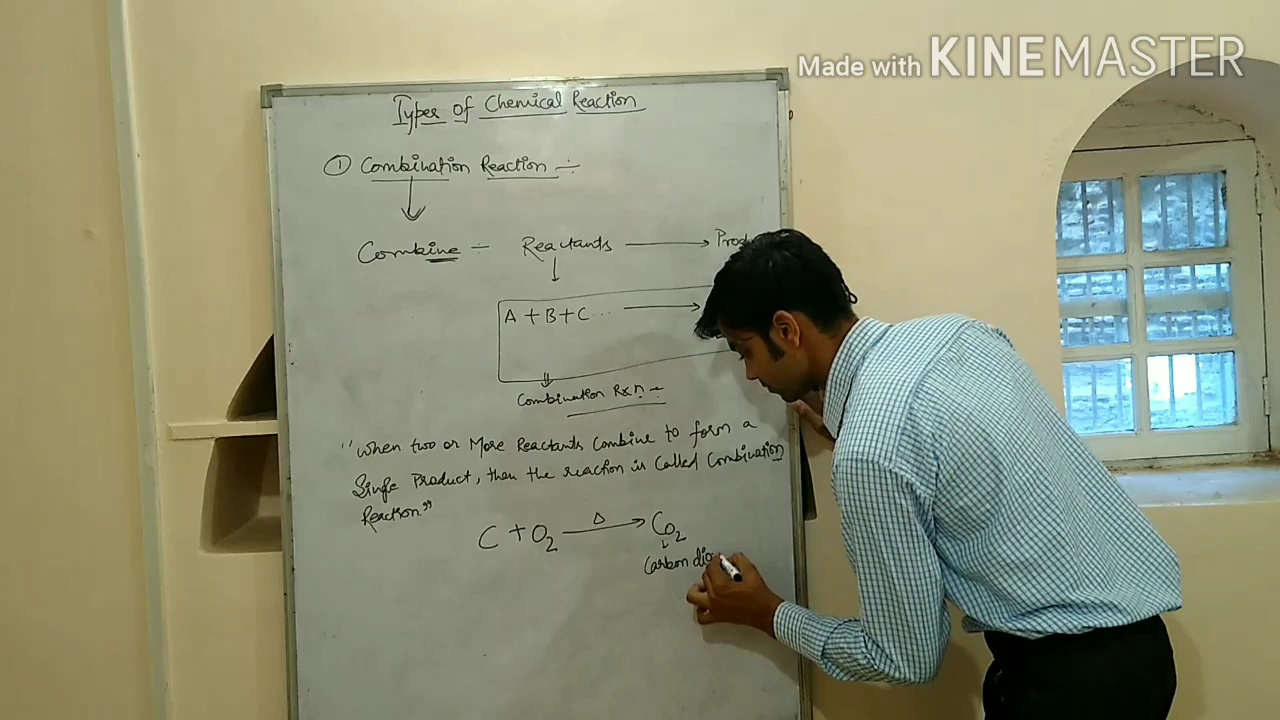 Made with KINEMASTER
Types of Chemical Reaction
① Combination Reaction ÷
Combine ÷ Reactants → Prod
A + B + C... →
Combination Rxn ÷
"When two or More Reactants Combine to form a
Single Product, then the reaction is Called Combination
Reaction"
C + O₂ →Δ CO₂
Carbon dio